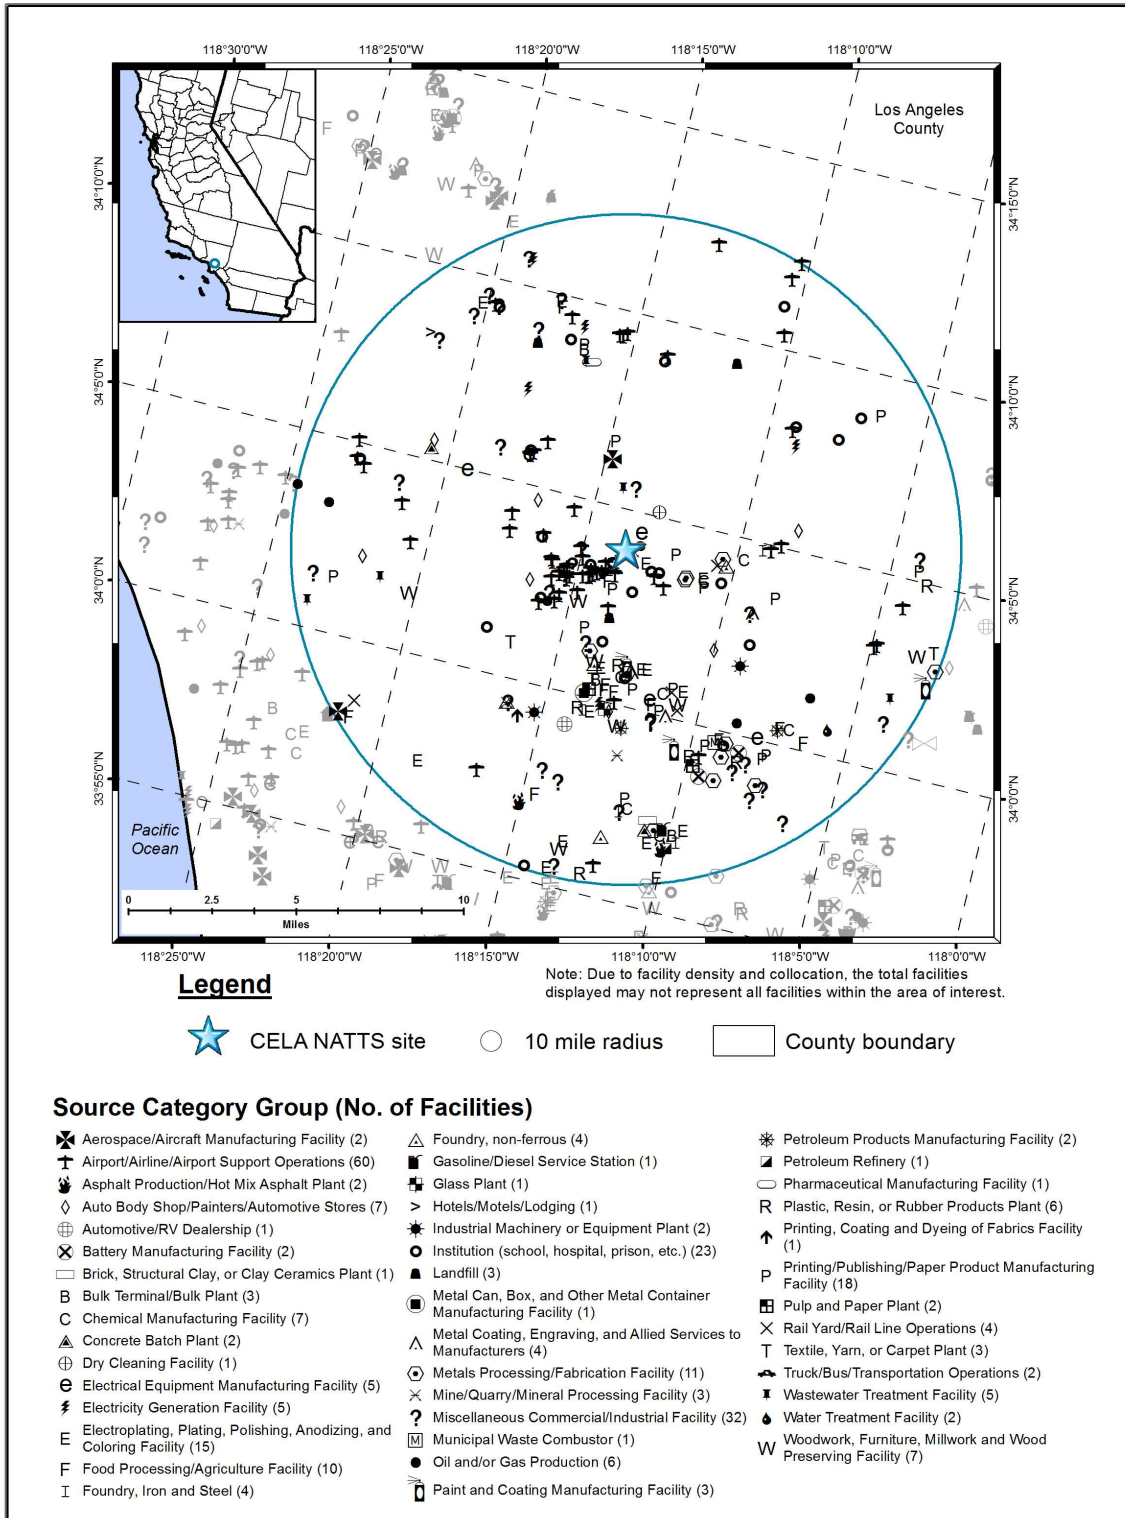 118°30'0"W
118°25'0"W
118°20'0"W
118°15'0"W
118°10'0"W
Los Angeles
County
34°10'0"N
34°5'0"N
34°0'0"N
33°55'0"N
34°15'0"N
34°10'0"N
34°5'0"N
34°0'0"N
Pacific
Ocean
0
2.5
5
10
Miles
118°25'0"W
118°20'0"W
118°15'0"W
118°10'0"W
118°5'0"W
118°0'0"W
Legend
Note: Due to facility density and collocation, the total facilities
displayed may not represent all facilities within the area of interest.
CELA NATTS site
10 mile radius
County boundary
Source Category Group (No. of Facilities)
Aerospace/Aircraft Manufacturing Facility (2)
Airport/Airline/Airport Support Operations (60)
Asphalt Production/Hot Mix Asphalt Plant (2)
Auto Body Shop/Painters/Automotive Stores (7)
Automotive/RV Dealership (1)
Battery Manufacturing Facility (2)
Brick, Structural Clay, or Clay Ceramics Plant (1)
B Bulk Terminal/Bulk Plant (3)
C Chemical Manufacturing Facility (7)
Concrete Batch Plant (2)
Dry Cleaning Facility (1)
e Electrical Equipment Manufacturing Facility (5)
Electricity Generation Facility (5)
E Electroplating, Plating, Polishing, Anodizing, and
Coloring Facility (15)
F Food Processing/Agriculture Facility (10)
I Foundry, Iron and Steel (4)
Foundry, non-ferrous (4)
Gasoline/Diesel Service Station (1)
Glass Plant (1)
> Hotels/Motels/Lodging (1)
Industrial Machinery or Equipment Plant (2)
Institution (school, hospital, prison, etc.) (23)
Landfill (3)
Metal Can, Box, and Other Metal Container
Manufacturing Facility (1)
Metal Coating, Engraving, and Allied Services to
Manufacturers (4)
Metals Processing/Fabrication Facility (11)
Mine/Quarry/Mineral Processing Facility (3)
? Miscellaneous Commercial/Industrial Facility (32)
M Municipal Waste Combustor (1)
Oil and/or Gas Production (6)
Paint and Coating Manufacturing Facility (3)
Petroleum Products Manufacturing Facility (2)
Petroleum Refinery (1)
Pharmaceutical Manufacturing Facility (1)
R Plastic, Resin, or Rubber Products Plant (6)
Printing, Coating and Dyeing of Fabrics Facility
(1)
P Printing/Publishing/Paper Product Manufacturing
Facility (18)
Pulp and Paper Plant (2)
Rail Yard/Rail Line Operations (4)
T Textile, Yarn, or Carpet Plant (3)
Truck/Bus/Transportation Operations (2)
Wastewater Treatment Facility (5)
Water Treatment Facility (2)
W Woodwork, Furniture, Millwork and Wood
Preserving Facility (7)